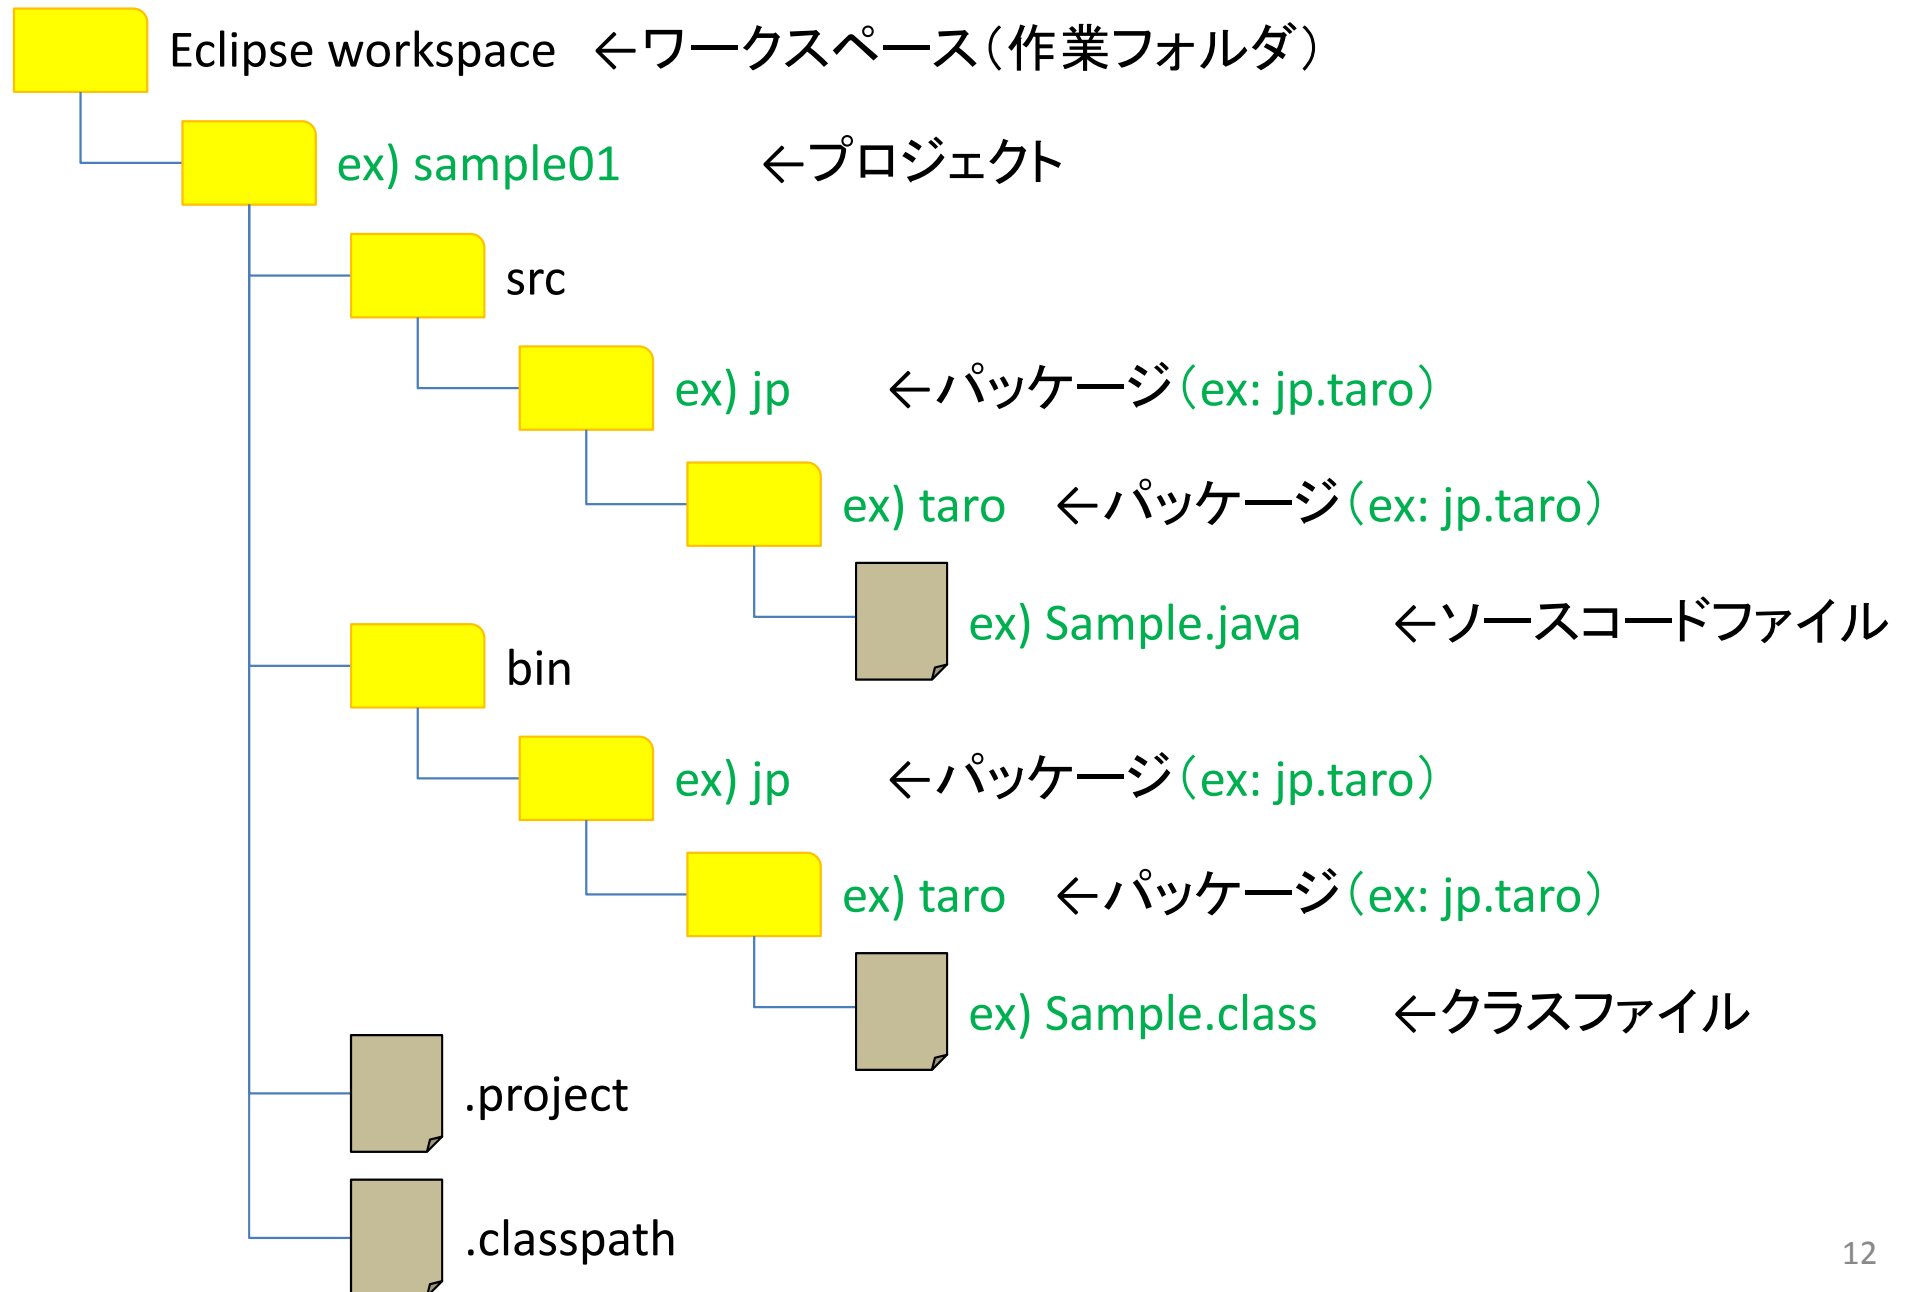 Eclipse workspace ←ワークスペース（作業フォルダ）
ex) sample01 ←プロジェクト
src
ex) jp ←パッケージ（ex: jp.taro）
ex) taro ←パッケージ（ex: jp.taro）
ex) Sample.java ←ソースコードファイル
bin
ex) jp ←パッケージ（ex: jp.taro）
ex) taro ←パッケージ（ex: jp.taro）
ex) Sample.class ←クラスファイル
.project
.classpath
12